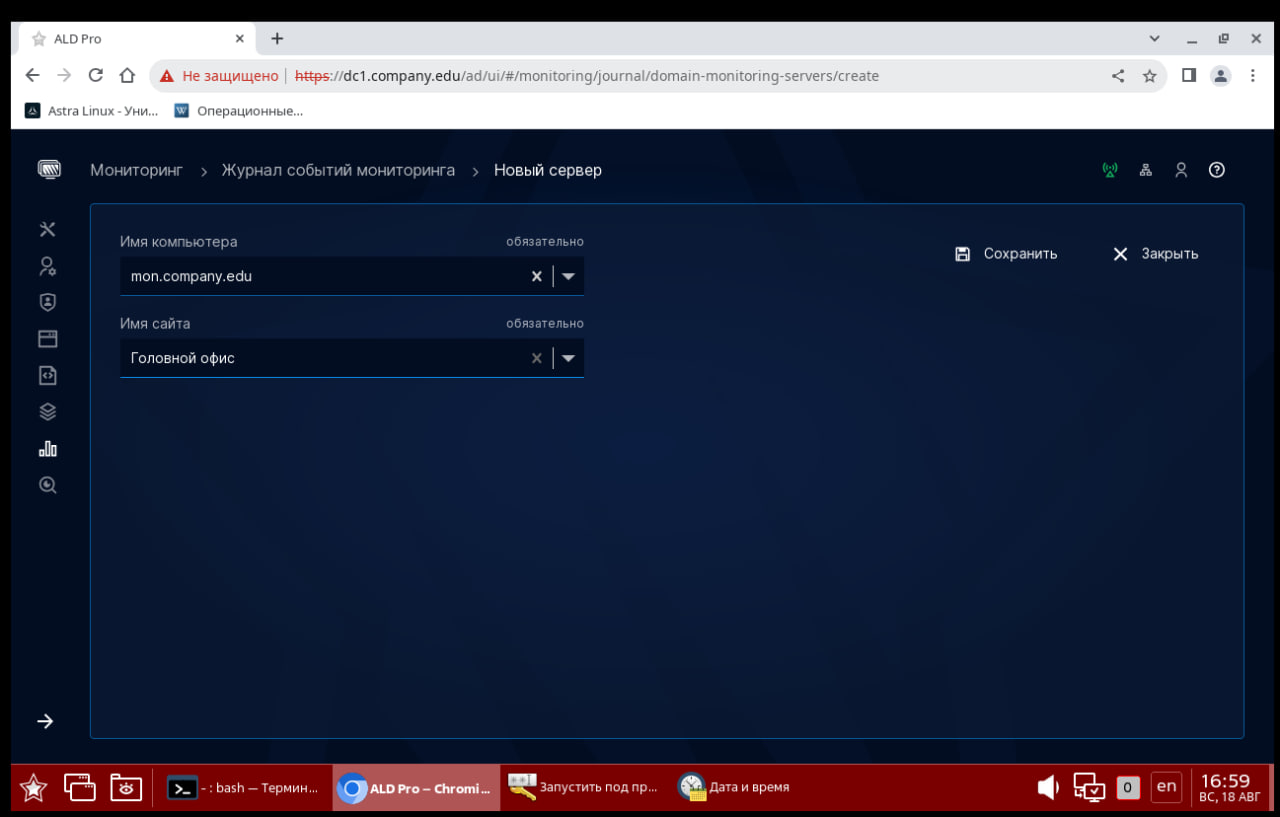 ALD Pro
Не защищено https://dc1.company.edu/ad/ui/#/monitoring/journal/domain-monitoring-servers/create
Astra Linux - Уни... Операционные...
Мониторинг > Журнал событий мониторинга > Новый сервер
Имя компьютера обязательно
Сохранить Закрыть
mon.company.edu
Имя сайта обязательно
Головной офис
- : bash — Термин... ALD Pro – Chromi... Запустить под пр... Дата и время 0 en 16:59
ВС, 18 АВГ